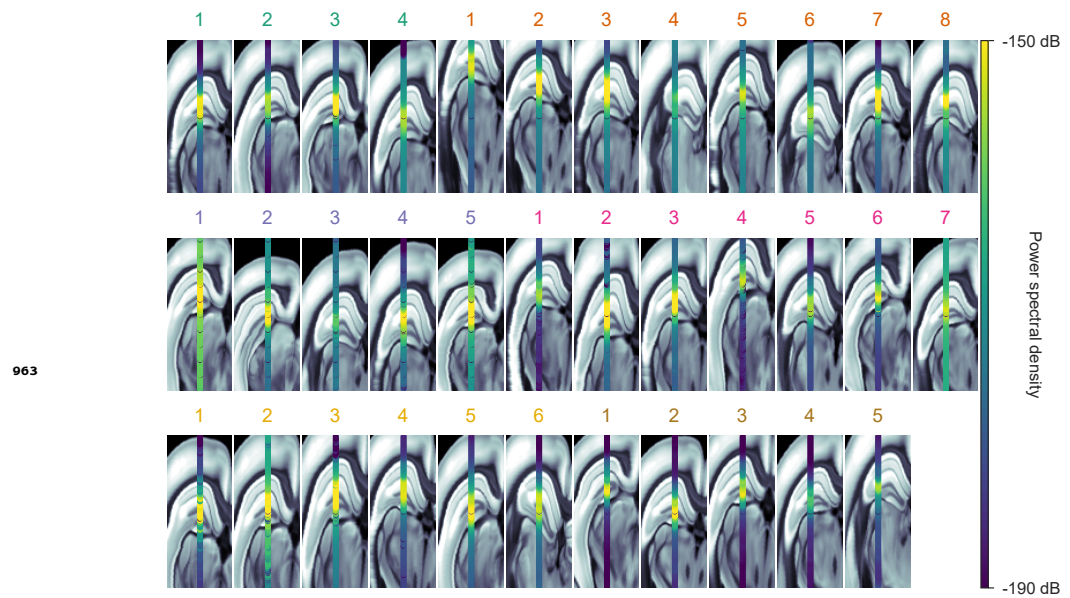 1 2 3 4 1 2 3 4 5 6 7 8
-150 dB
1 2 3 4 5 1 2 3 4 5 6 7
Power spectral density
963
1 2 3 4 5 6 1 2 3 4 5
-190 dB